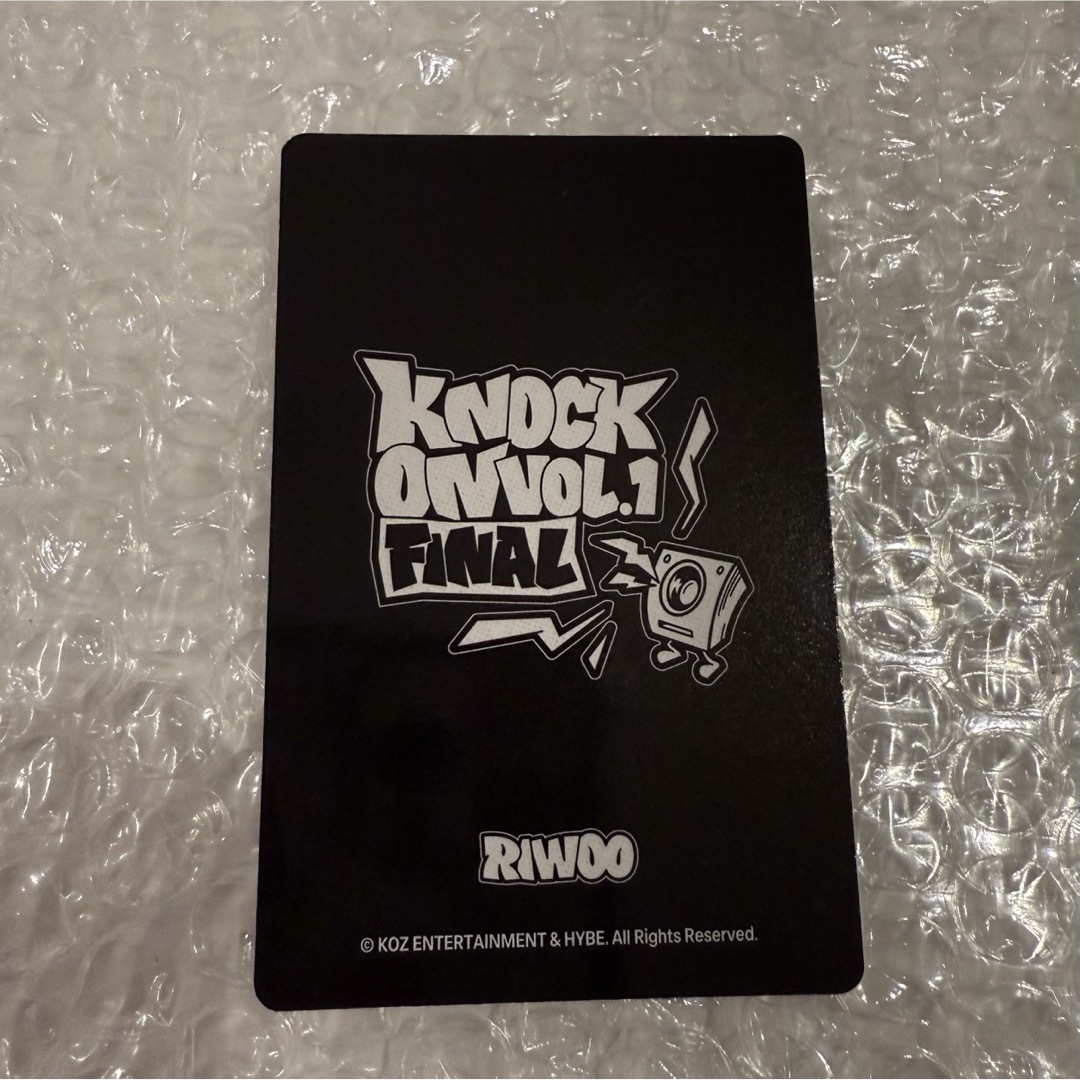 KNOCK
ON VOL.1
FINAL
RIWOO
© KOZ ENTERTAINMENT & HYBE. All Rights Reserved.